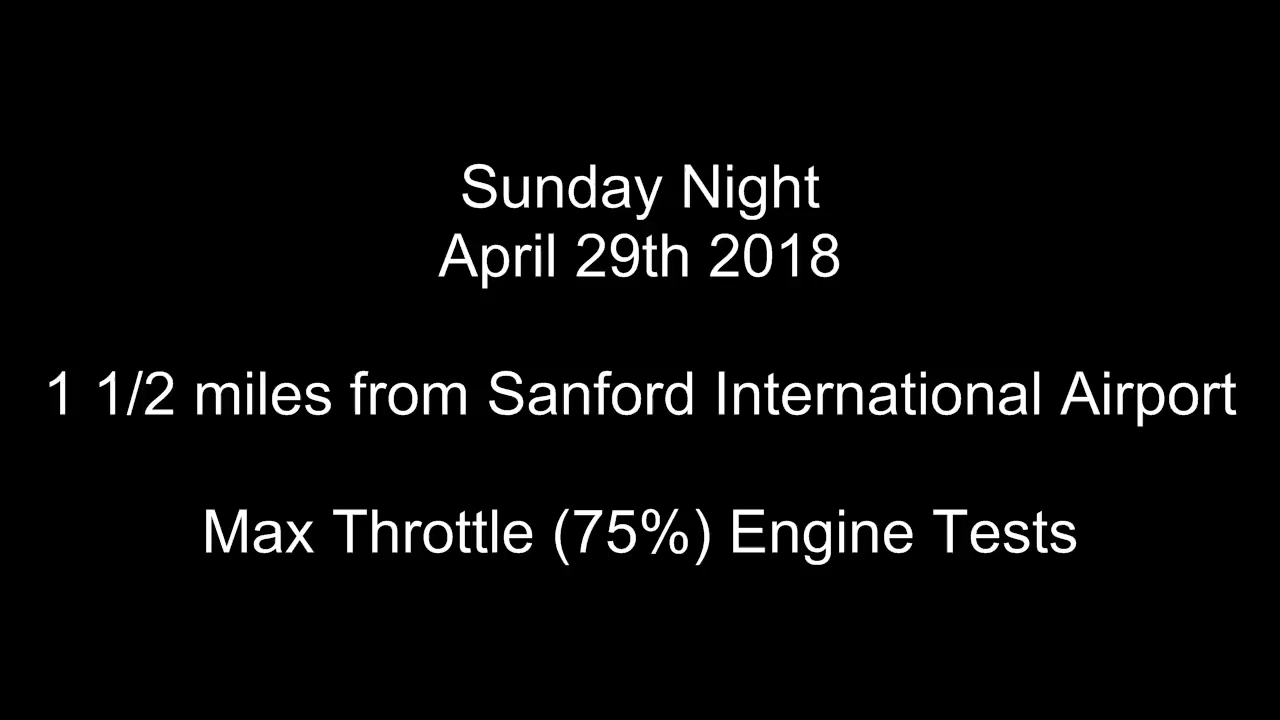 Sunday Night
April 29th 2018
1 1/2 miles from Sanford International Airport
Max Throttle (75%) Engine Tests